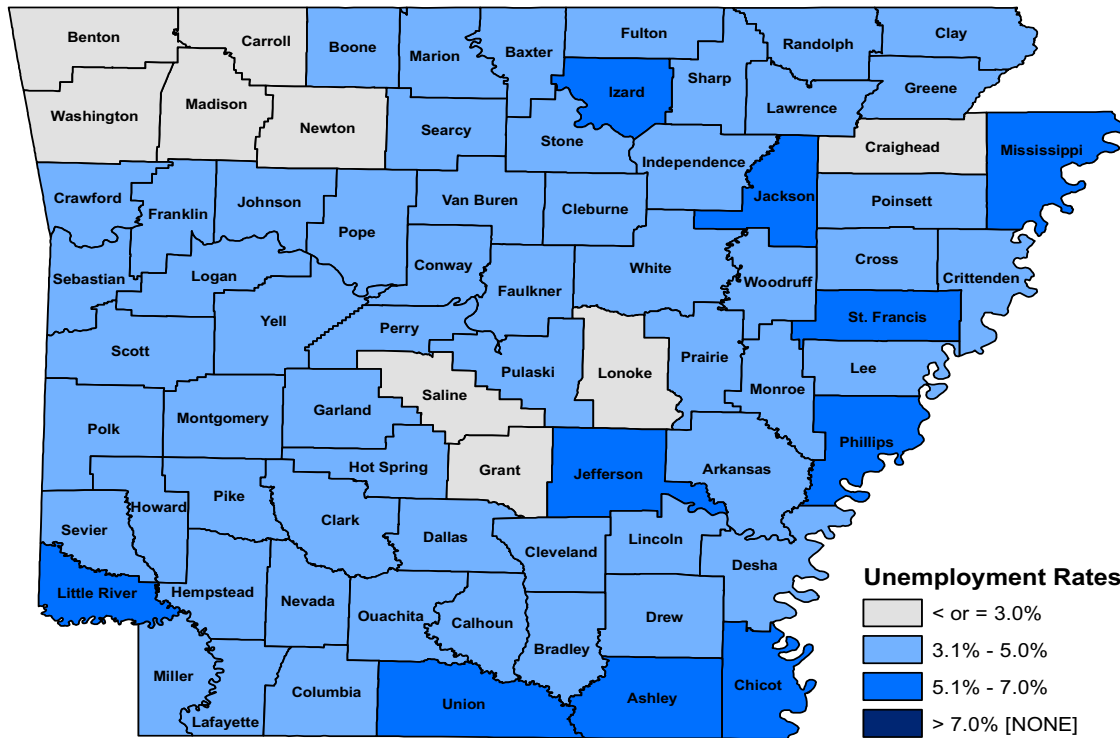 Benton
Carroll
Boone
Marion
Baxter
Fulton
Randolph
Clay
Sharp
Izard
Greene
Washington
Madison
Newton
Searcy
Stone
Lawrence
Craighead
Mississippi
Independence
Jackson
Poinsett
Crawford
Franklin
Johnson
Pope
Van Buren
Cleburne
Sebastian
Logan
Conway
Faulkner
White
Woodruff
Cross
Crittenden
Yell
Perry
St. Francis
Scott
Pulaski
Lonoke
Prairie
Monroe
Lee
Saline
Polk
Montgomery
Garland
Phillips
Hot Spring
Grant
Jefferson
Arkansas
Howard
Pike
Clark
Sevier
Dallas
Cleveland
Lincoln
Desha
Little River
Hempstead
Nevada
Ouachita
Calhoun
Bradley
Drew
Miller
Lafayette
Columbia
Union
Ashley
Chicot
Unemployment Rates
< or = 3.0%
3.1% - 5.0%
5.1% - 7.0%
> 7.0% [NONE]